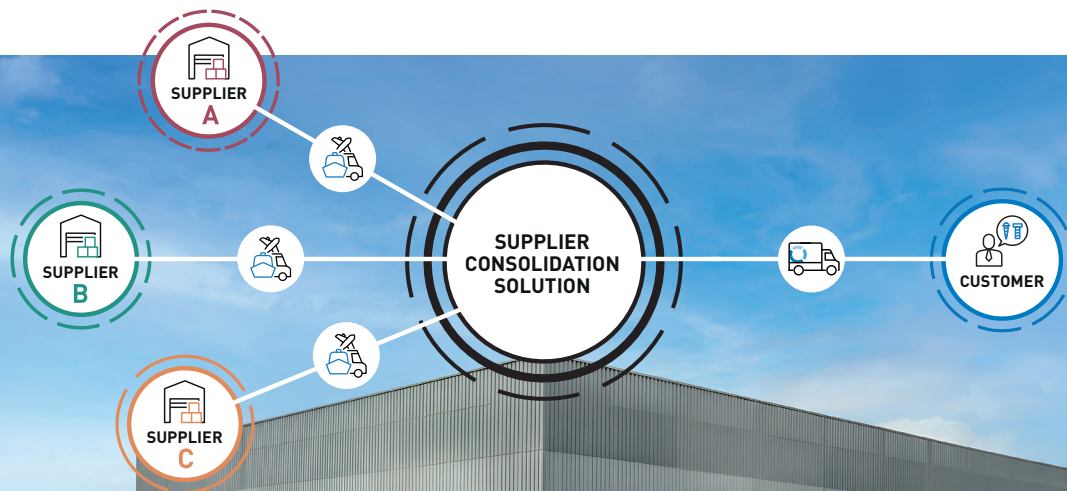 SUPPLIER
A
SUPPLIER
B
SUPPLIER
C
SUPPLIER
CONSOLIDATION
SOLUTION
CUSTOMER